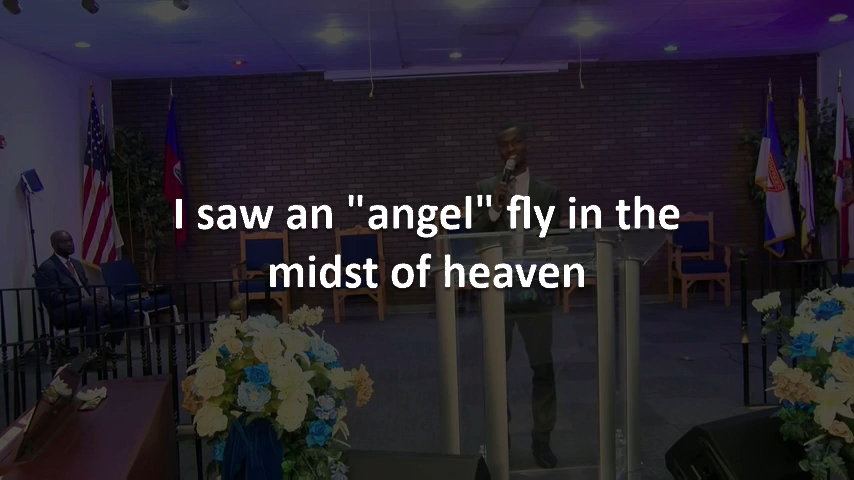 I saw an "angel" fly in the
midst of heaven